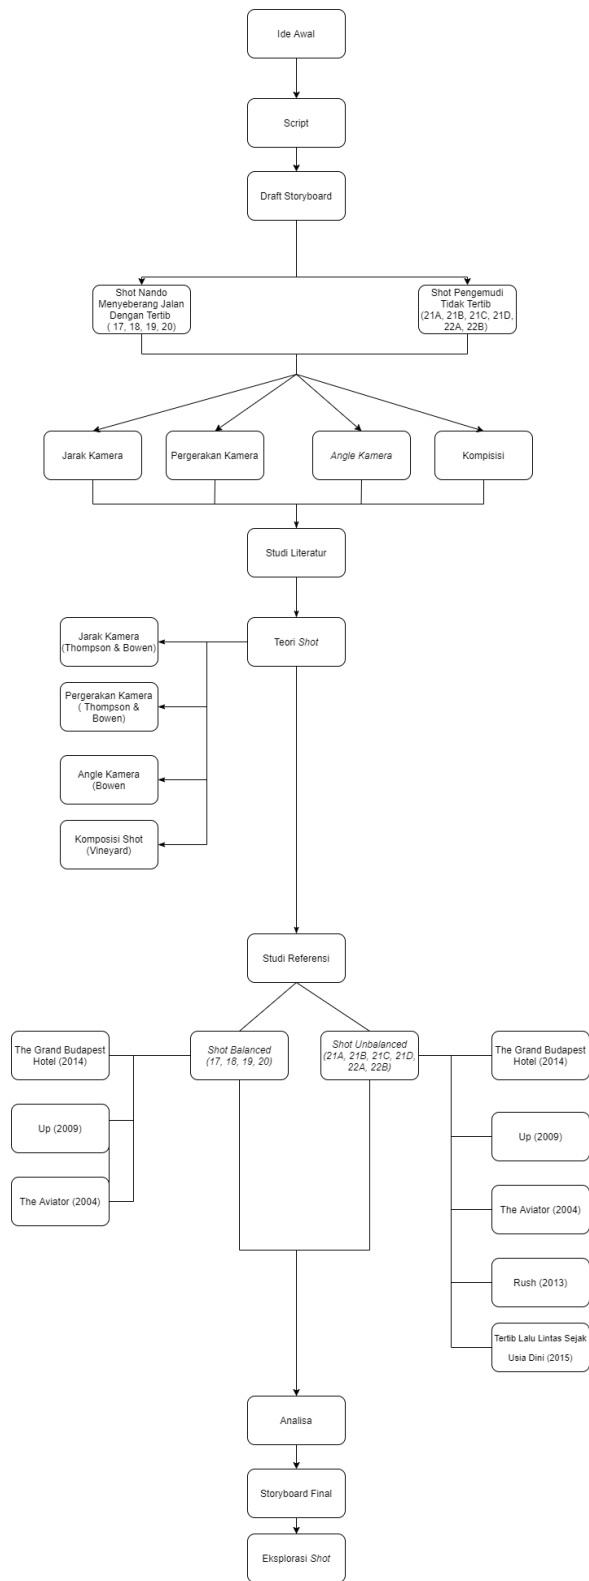 Ide Awal
Script
Draft Storyboard
Shot Nando
Menyeberang Jalan
Dengan Tertib
( 17, 18, 19, 20)
Shot Pengemudi
Tidak Tertib
(21A, 21B, 21C, 21D,
22A, 22B)
Jarak Kamera
Pergerakan Kamera
Angle Kamera
Kompisisi
Studi Literatur
Teori Shot
Jarak Kamera
(Thompson & Bowen)
Pergerakan Kamera
( Thompson &
Bowen)
Angle Kamera
(Bowen
Komposisi Shot
(Vineyard)
Studi Referensi
Shot Balanced
(17, 18, 19, 20)
Shot Unbalanced
(21A, 21B, 21C, 21D,
22A, 22B)
The Grand Budapest
Hotel (2014)
Up (2009)
The Aviator (2004)
The Grand Budapest
Hotel (2014)
Up (2009)
The Aviator (2004)
Rush (2013)
Tertib Lalu Lintas Sejak
Usia Dini (2015)
Analisa
Storyboard Final
Eksplorasi Shot